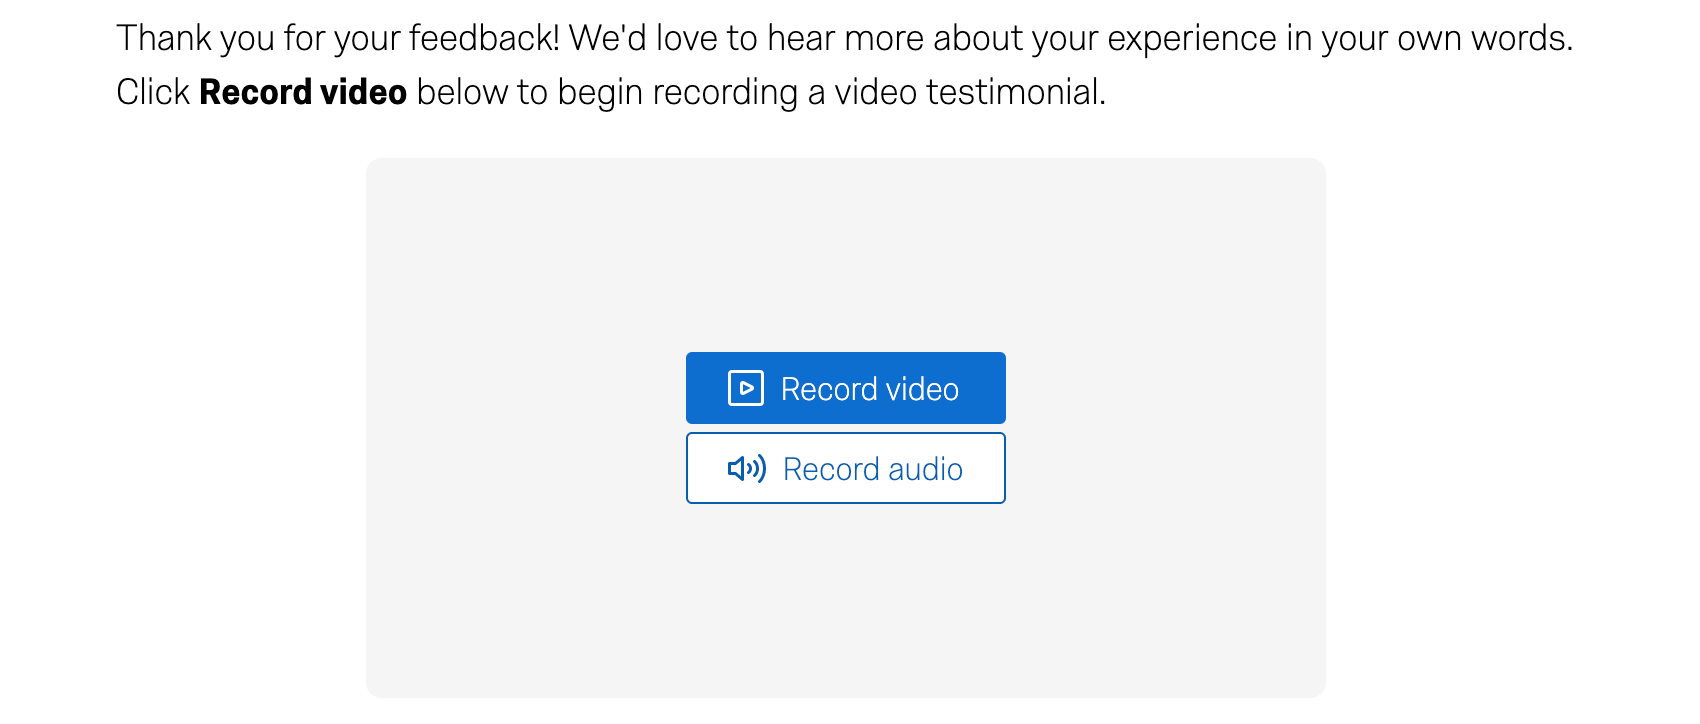 Thank you for your feedback! We'd love to hear more about your experience in your own words.
Click Record video below to begin recording a video testimonial.
Record video
Record audio